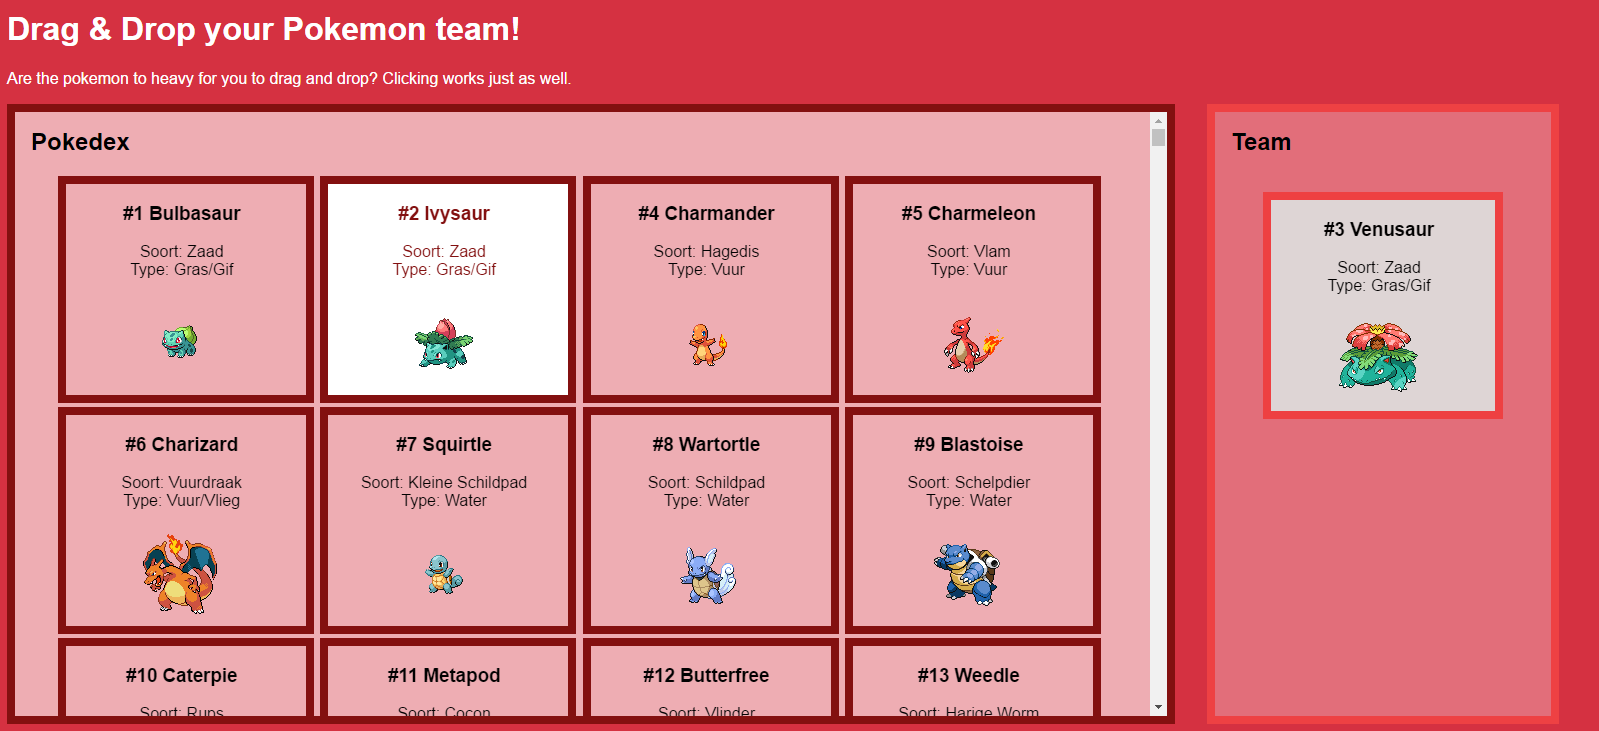 Drag & Drop your Pokemon team!
Are the pokemon to heavy for you to drag and drop? Clicking works just as well.
Pokedex
#1 Bulbasaur
Soort: Zaad
Type: Gras/Gif
#2 Ivysaur
Soort: Zaad
Type: Gras/Gif
#4 Charmander
Soort: Hagedis
Type: Vuur
#5 Charmeleon
Soort: Vlam
Type: Vuur
#6 Charizard
Soort: Vuurdraak
Type: Vuur/Vlieg
#7 Squirtle
Soort: Kleine Schildpad
Type: Water
#8 Wartortle
Soort: Schildpad
Type: Water
#9 Blastoise
Soort: Schelpdier
Type: Water
#10 Caterpie
Soort: Rups
#11 Metapod
Soort: Cocon
#12 Butterfree
Soort: Vlinder
#13 Weedle
Soort: Harige Worm
Team
#3 Venusaur
Soort: Zaad
Type: Gras/Gif